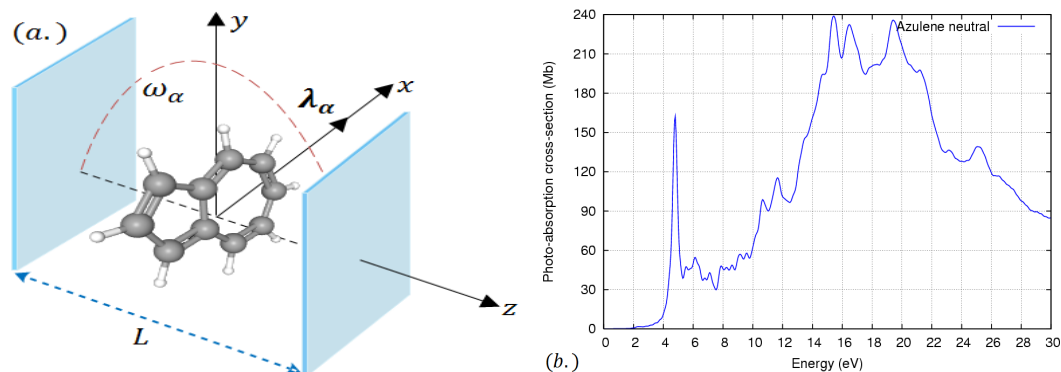 (a.)
y
ω_α
λ_α
x
z
L
Photo-absorption cross-section (Mb)
240
210
180
150
120
90
60
30
0
Azulene neutral
0 2 4 6 8 10 12 14 16 18 20 22 24 26 28 30
Energy (eV)
(b.)